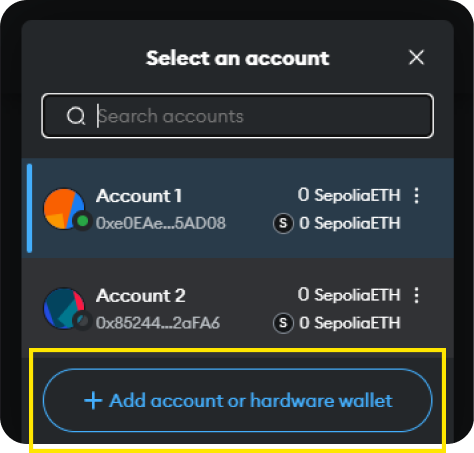 Select an account
Search accounts
Account 1
0 SepoliaETH
0xe0EAe...5AD08
S 0 SepoliaETH
Account 2
0 SepoliaETH
0x85244...2aFA6
S 0 SepoliaETH
+ Add account or hardware wallet